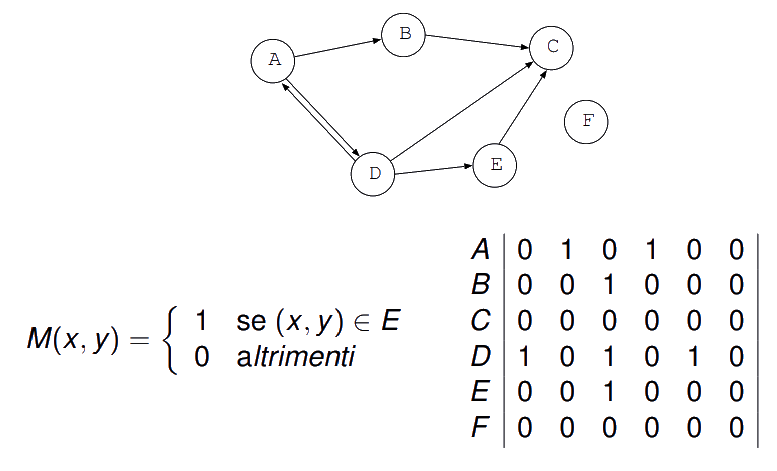 A
B
C
D
E
F
M(x, y) = { 1 se (x, y) ∈ E
0 altrimenti
A 0 1 0 1 0 0
B 0 0 1 0 0 0
C 0 0 0 0 0 0
D 1 0 1 0 1 0
E 0 0 1 0 0 0
F 0 0 0 0 0 0